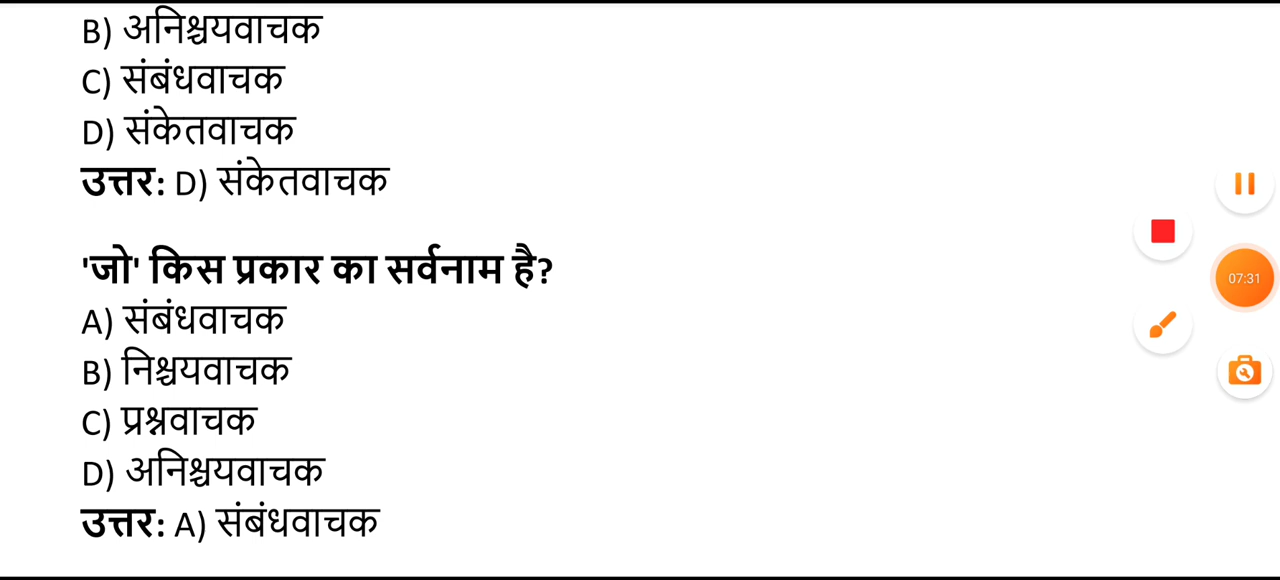 B) अनिश्चयवाचक
C) संबंधवाचक
D) संकेतवाचक
उत्तर: D) संकेतवाचक
'जो' किस प्रकार का सर्वनाम है?
A) संबंधवाचक
B) निश्चयवाचक
C) प्रश्नवाचक
D) अनिश्चयवाचक
उत्तर: A) संबंधवाचक
07:31